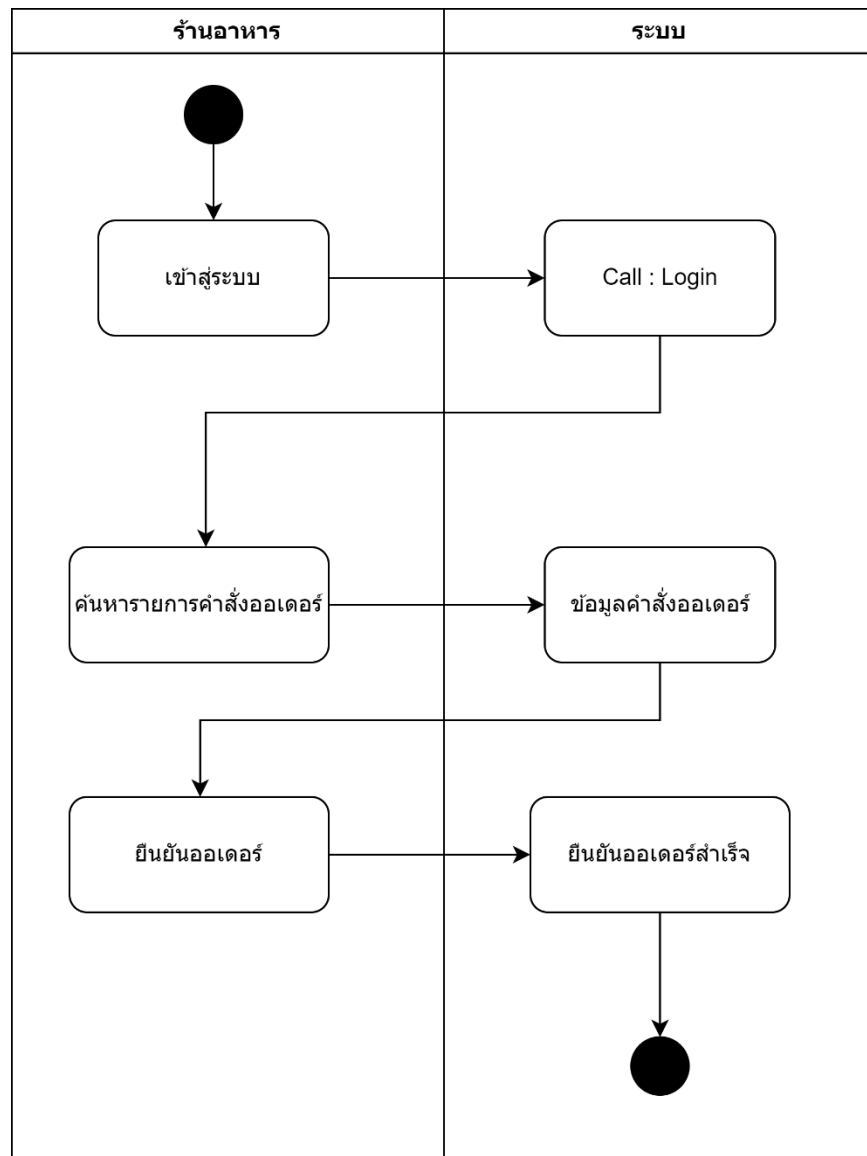 ร้านอาหาร
ระบบ
เข้าสู่ระบบ
Call : Login
ค้นหารายการคำสั่งออเดอร์
ข้อมูลคำสั่งออเดอร์
ยืนยันออเดอร์
ยืนยันออเดอร์สำเร็จ